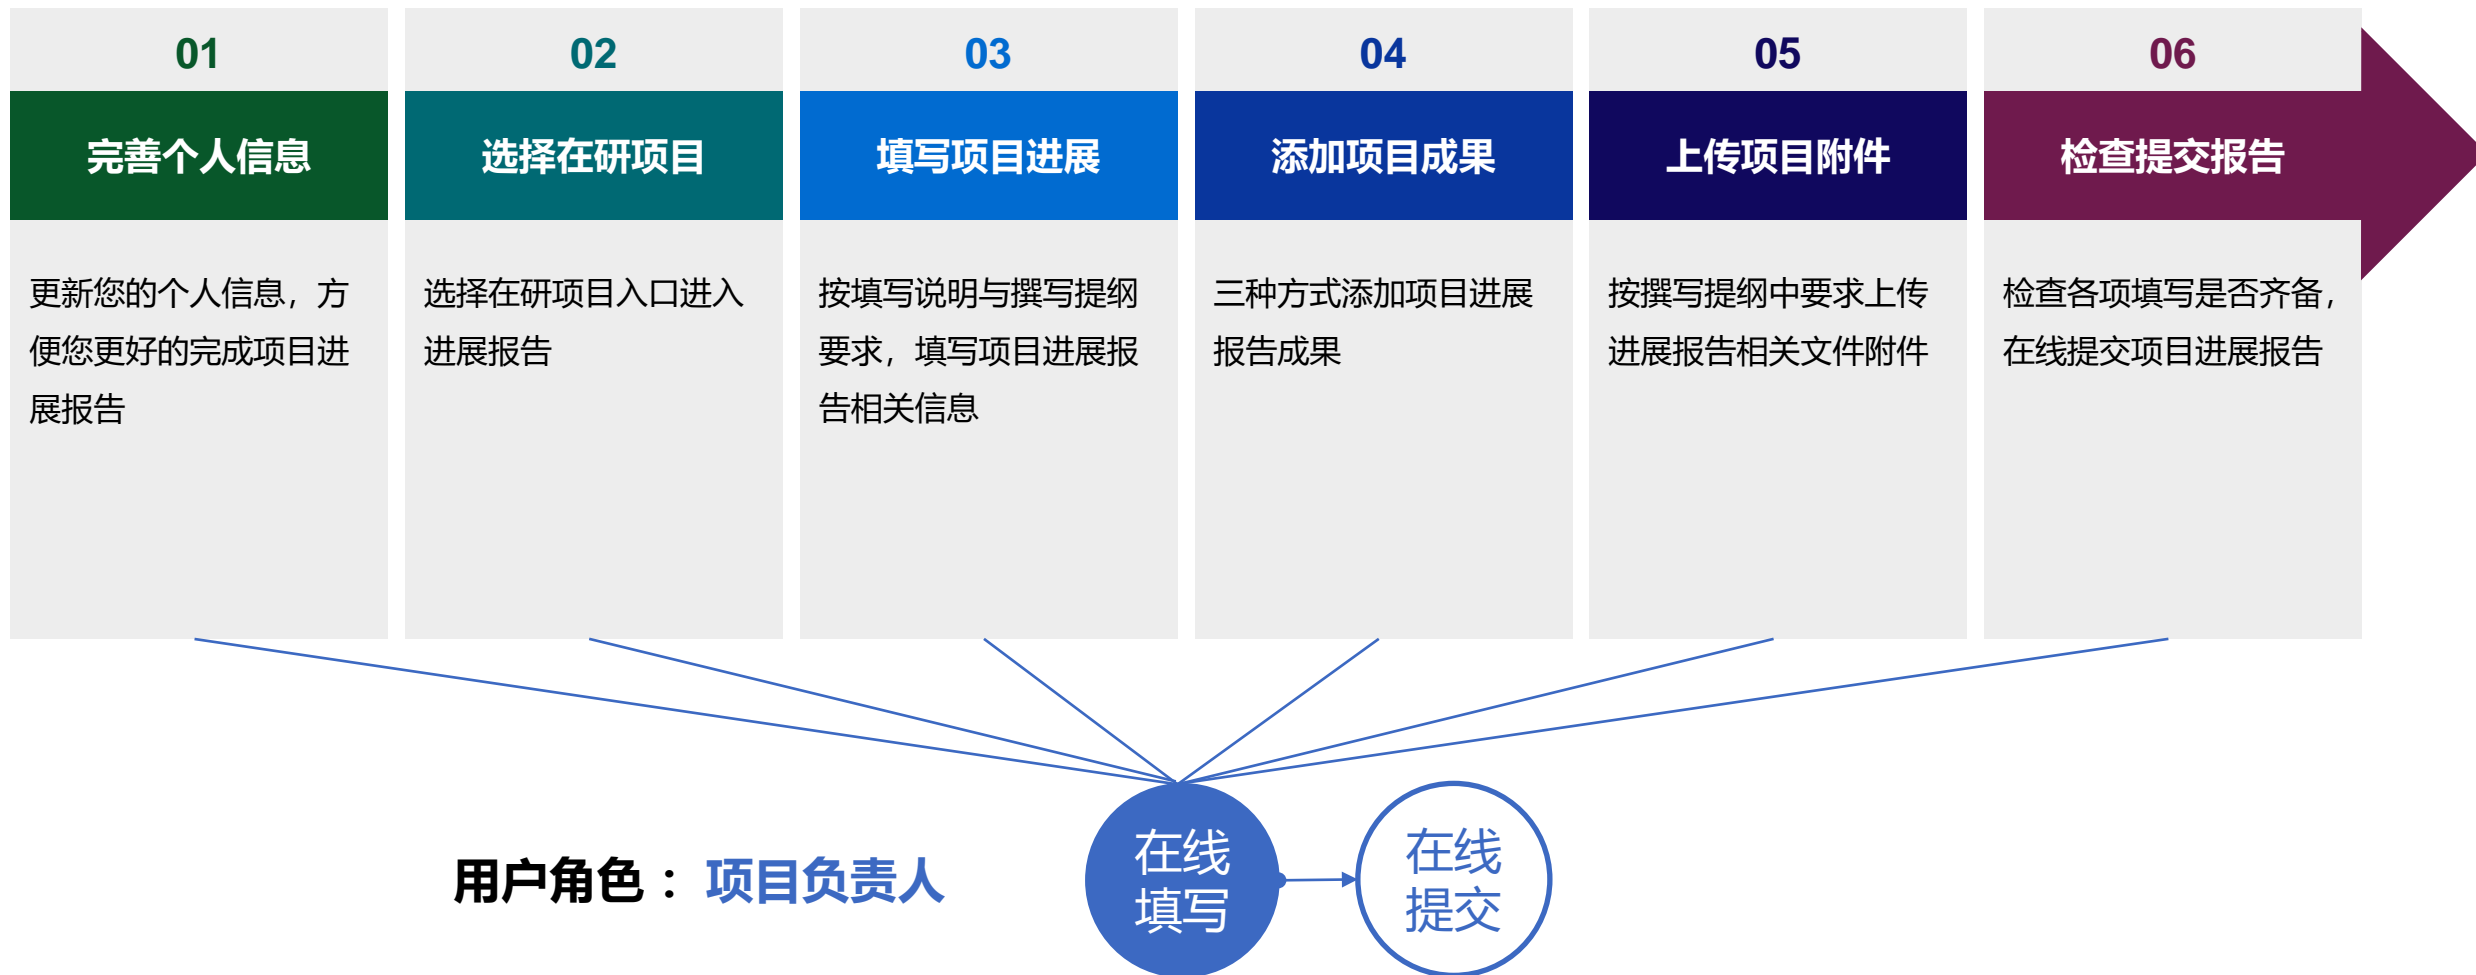 01
完善个人信息
更新您的个人信息，方
便您更好的完成项目进
展报告
02
选择在研项目
选择在研项目入口进入
进展报告
03
填写项目进展
按填写说明与撰写提纲
要求，填写项目进展报
告相关信息
04
添加项目成果
三种方式添加项目进展
报告成果
05
上传项目附件
按撰写提纲中要求上传
进展报告相关文件附件
06
检查提交报告
检查各项填写是否齐备，
在线提交项目进展报告
用户角色：项目负责人
在线
填写
在线
提交